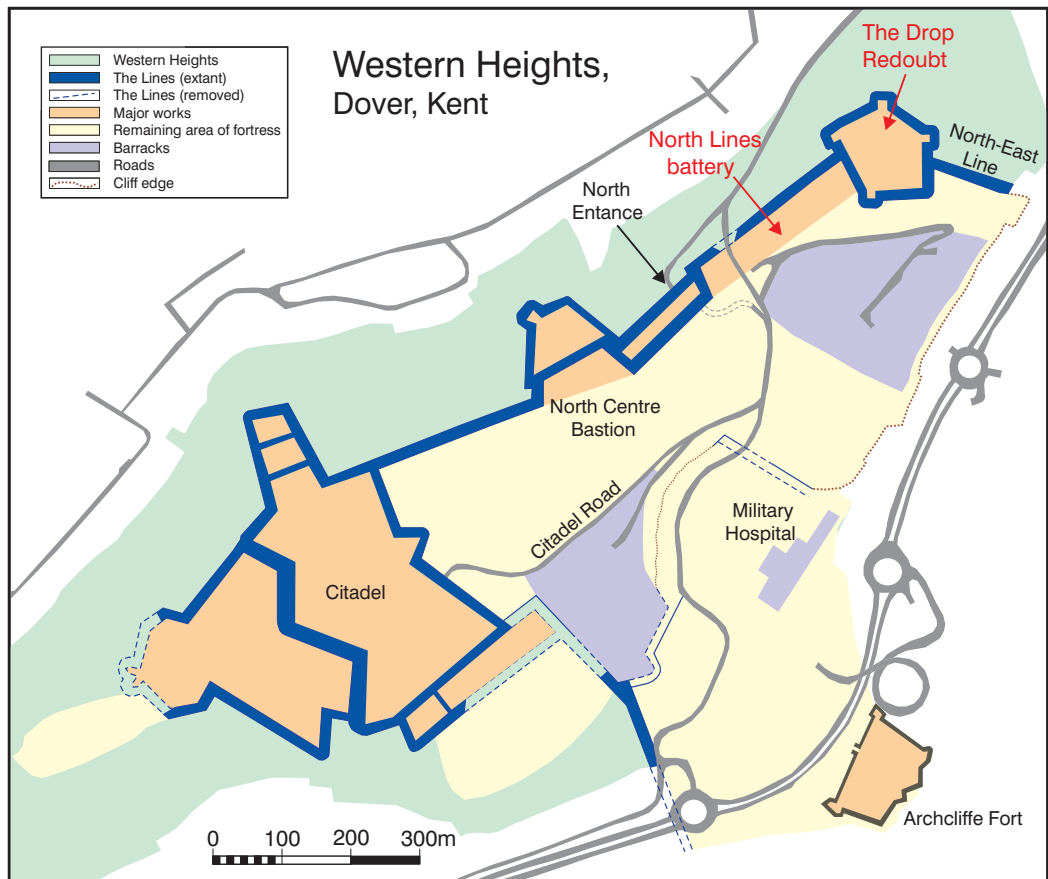 Western Heights,
Dover, Kent
Western Heights
The Lines (extant)
The Lines (removed)
Major works
Remaining area of fortress
Barracks
Roads
Cliff edge
The Drop
Redoubt
North Lines
battery
North-East
Line
North
Entrance
North Centre
Bastion
Citadel Road
Military
Hospital
Citadel
Archcliffe Fort
0 100 200 300m